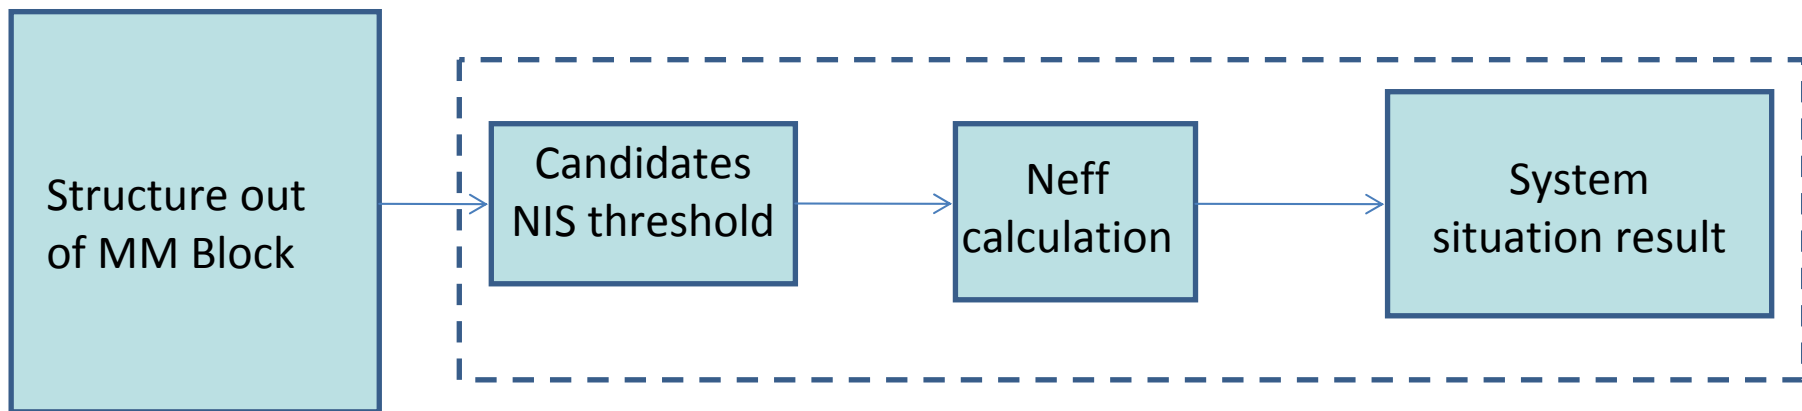 Structure out
of MM Block
Candidates
NIS threshold
Neff
calculation
System
situation result